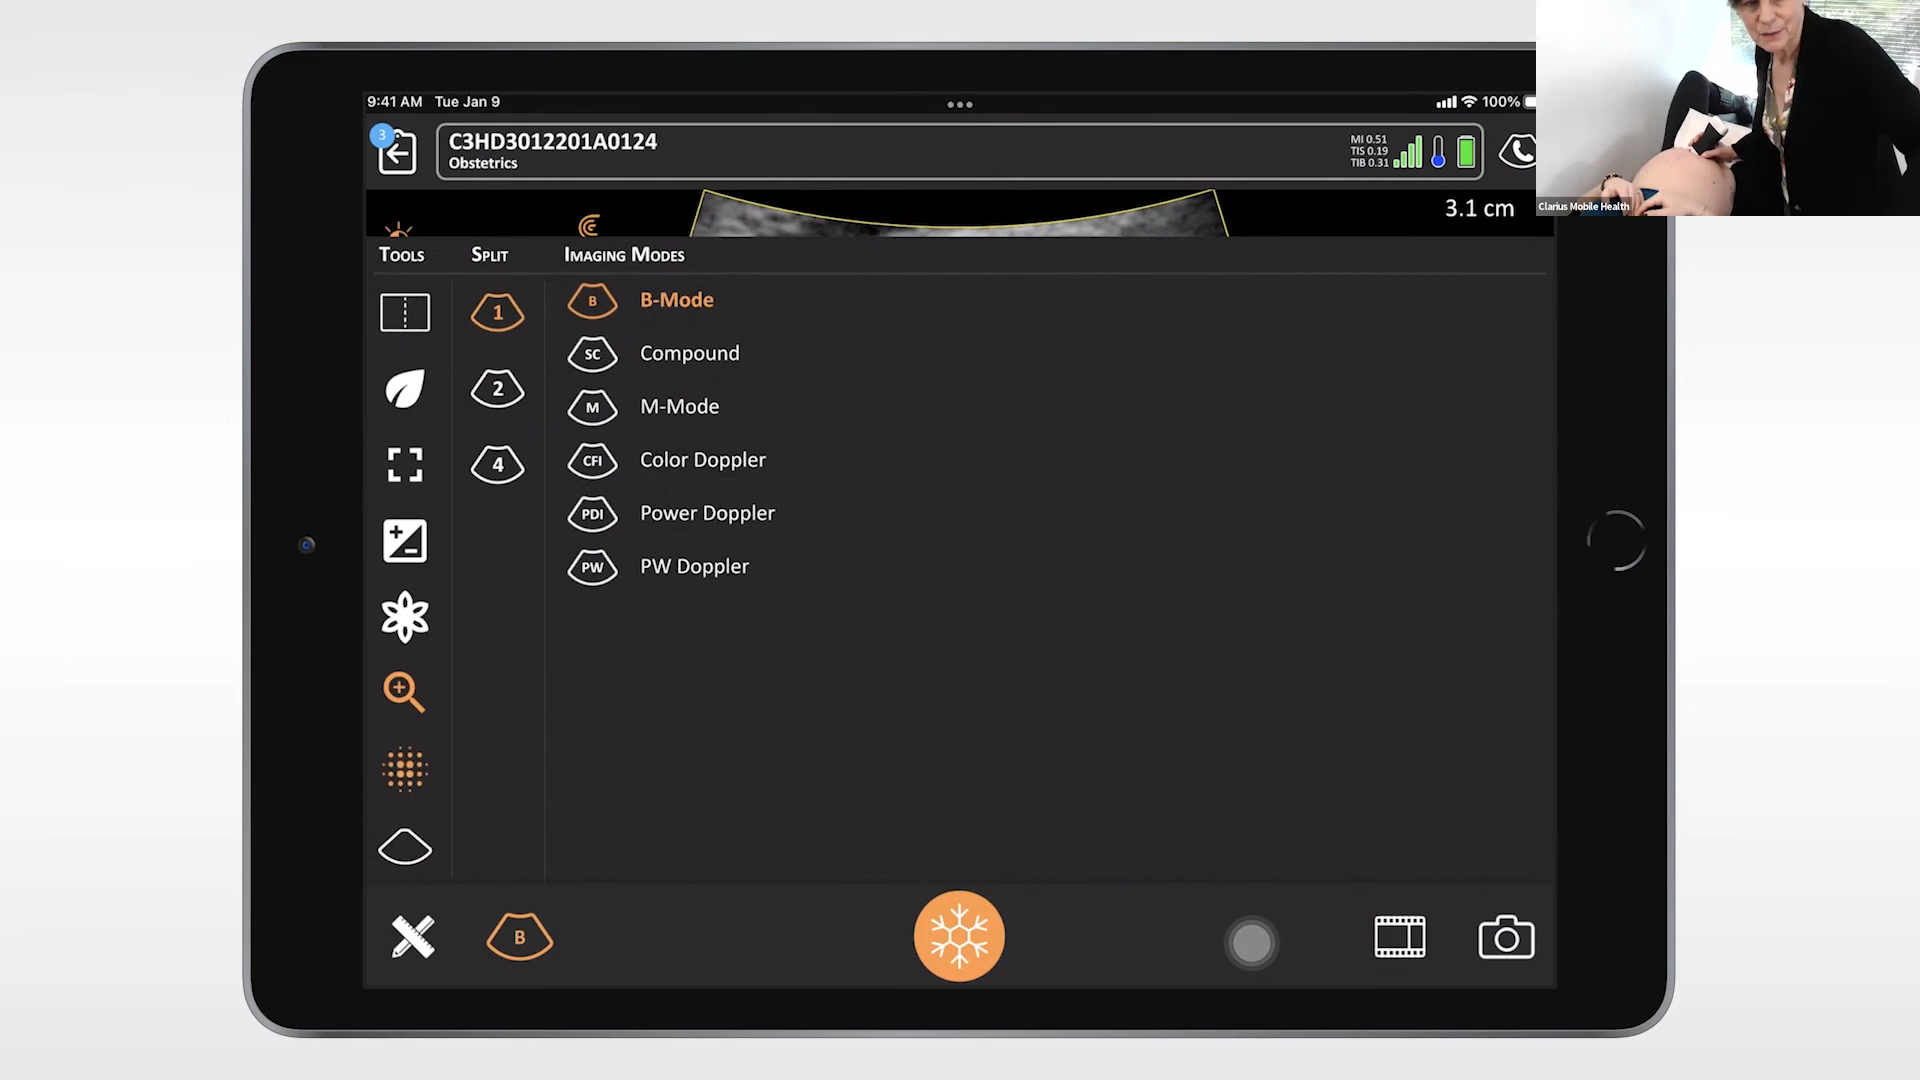 9:41 AM Tue Jan 9
100%
3
C3HD3012201A0124
Obstetrics
MI 0.51
TIS 0.19
TIB 0.31
Clarius Mobile Health
3.1 cm
Tools
Split
Imaging Modes
1
2
4
B B-Mode
SC Compound
M M-Mode
CFI Color Doppler
PDI Power Doppler
PW PW Doppler
B